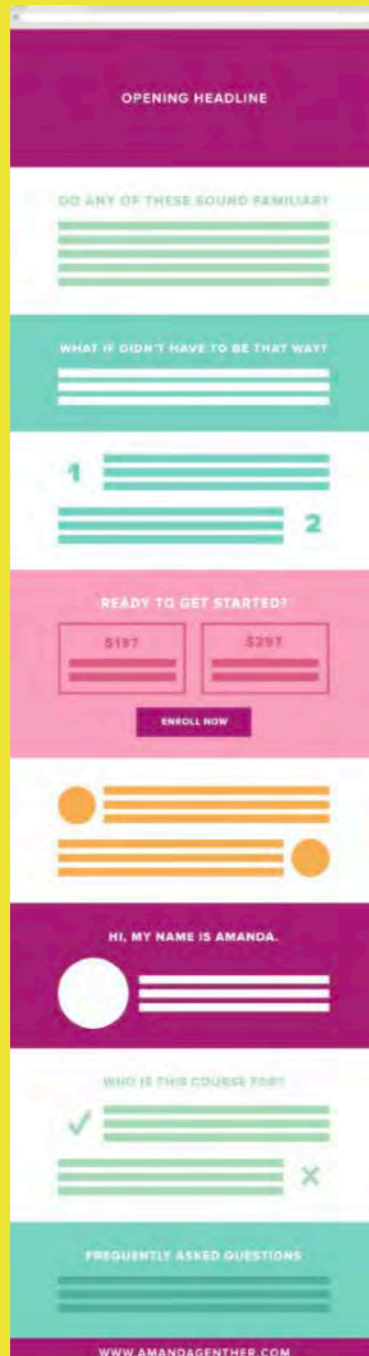 OPENING HEADLINE
DO ANY OF THESE SOUND FAMILIAR?
WHAT IF DIDN'T HAVE TO BE THAT WAY?
1
2
READY TO GET STARTED?
$197
$297
ENROLL NOW
HI, MY NAME IS AMANDA.
WHO IS THIS COURSE FOR?
FREQUENTLY ASKED QUESTIONS
WWW.AMANDAGENTHER.COM